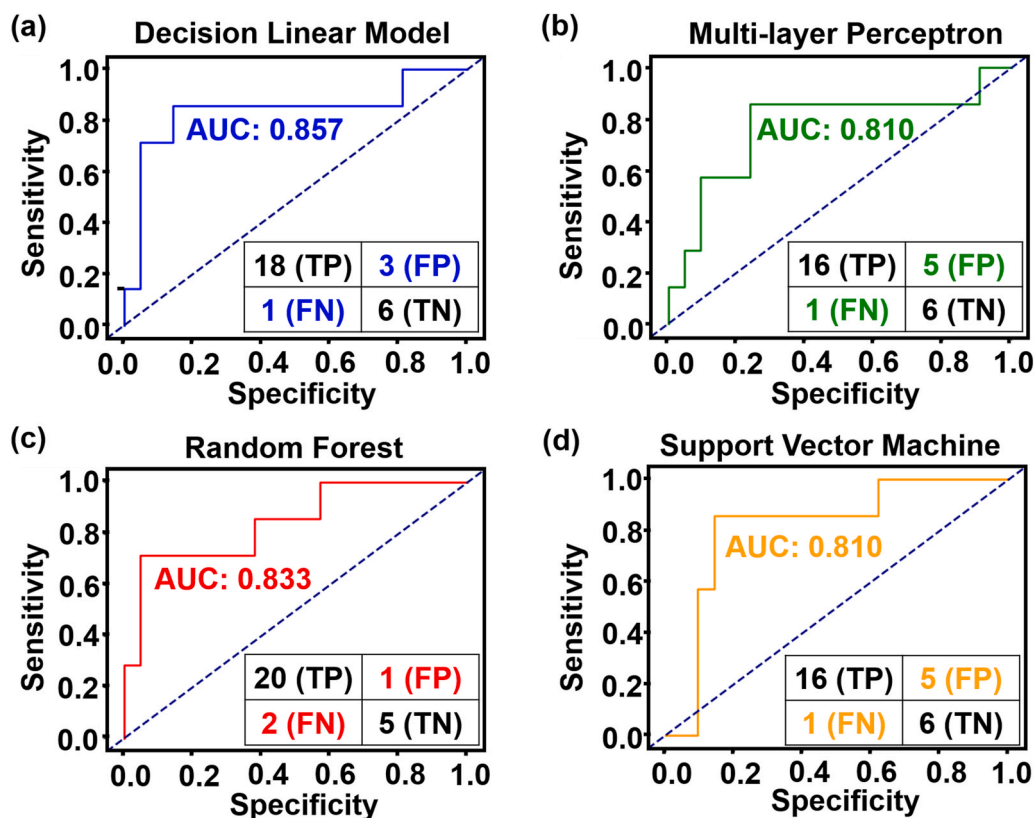 (a) Decision Linear Model
1.0
0.8
0.6
0.4
0.2
0.0
Sensitivity
AUC: 0.857
18 (TP) 3 (FP)
1 (FN) 6 (TN)
0.0 0.2 0.4 0.6 0.8 1.0
Specificity
(b) Multi-layer Perceptron
1.0
0.8
0.6
0.4
0.2
0.0
Sensitivity
AUC: 0.810
16 (TP) 5 (FP)
1 (FN) 6 (TN)
0.0 0.2 0.4 0.6 0.8 1.0
Specificity
(c) Random Forest
1.0
0.8
0.6
0.4
0.2
0.0
Sensitivity
AUC: 0.833
20 (TP) 1 (FP)
2 (FN) 5 (TN)
0.0 0.2 0.4 0.6 0.8 1.0
Specificity
(d) Support Vector Machine
1.0
0.8
0.6
0.4
0.2
0.0
Sensitivity
AUC: 0.810
16 (TP) 5 (FP)
1 (FN) 6 (TN)
0.0 0.2 0.4 0.6 0.8 1.0
Specificity